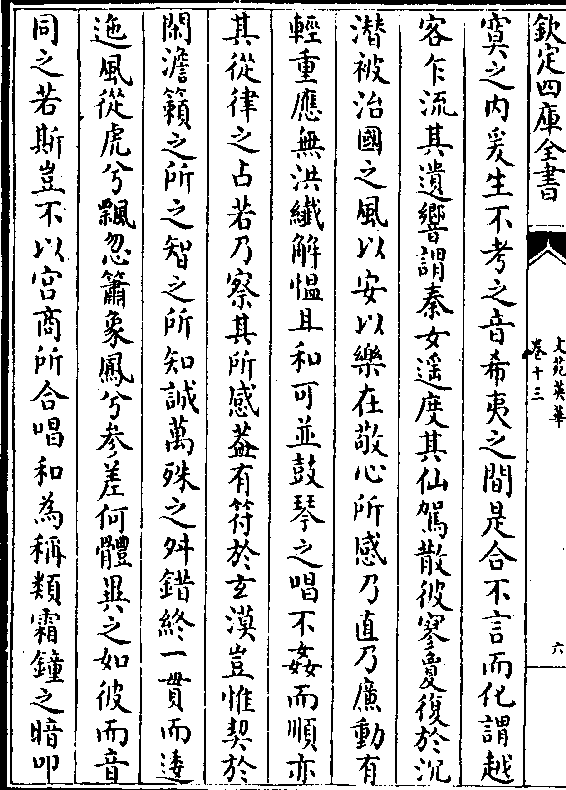 欽定四庫全書
文苑英華
卷十三
六
寞之内爰生不考之音希夷之間是合不言而化謂越
客乍流其遺響謂秦女遥度其仙駕散彼寥夐復於沉
潜被治國之風以安以樂在敬心所感乃直乃廉動有
輕重應無洪纎解愠且和可並鼓琴之唱不姦而順亦
其從律之占若乃察其所感葢有符於玄漠豈惟契於
閑澹籟之所之智之所知誠萬殊之舛錯終一貫而逶
迤風從虎兮飄忽簫象鳳兮參差何體異之如彼而音
同之若斯豈不以宫商所合唱和為稱類霜鐘之暗叩